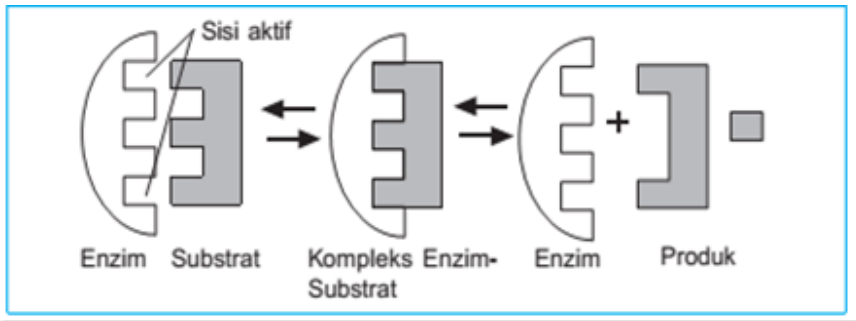 Sisi aktif
+
Enzim Substrat Kompleks Enzim- Enzim Produk
Substrat